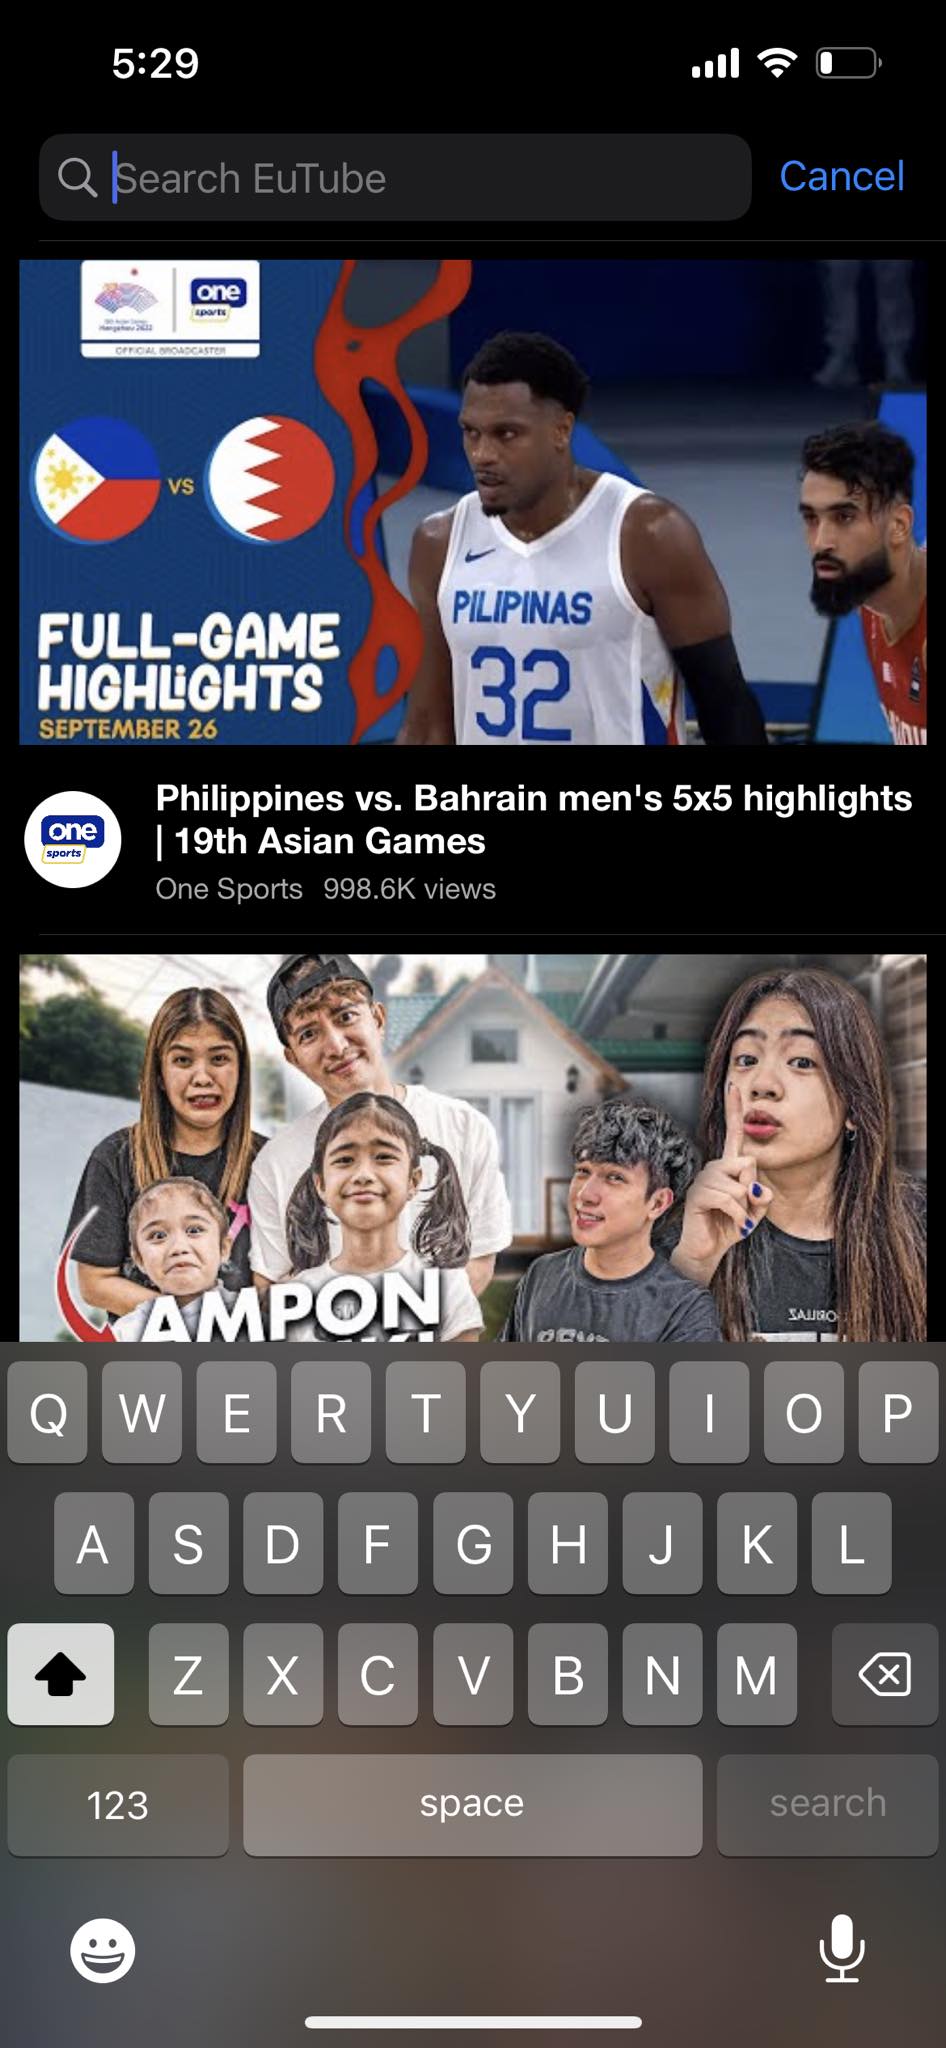 5:29
Search EuTube
Cancel
one
sports
OFFICIAL BROADCASTER
VS
FULL-GAME
HIGHLiGHTS
SEPTEMBER 26
PILIPINAS
32
one
sports
Philippines vs. Bahrain men's 5x5 highlights
| 19th Asian Games
One Sports 998.6K views
AMPON
Q W E R T Y U I O P
A S D F G H J K L
Z X C V B N M
123
space
search